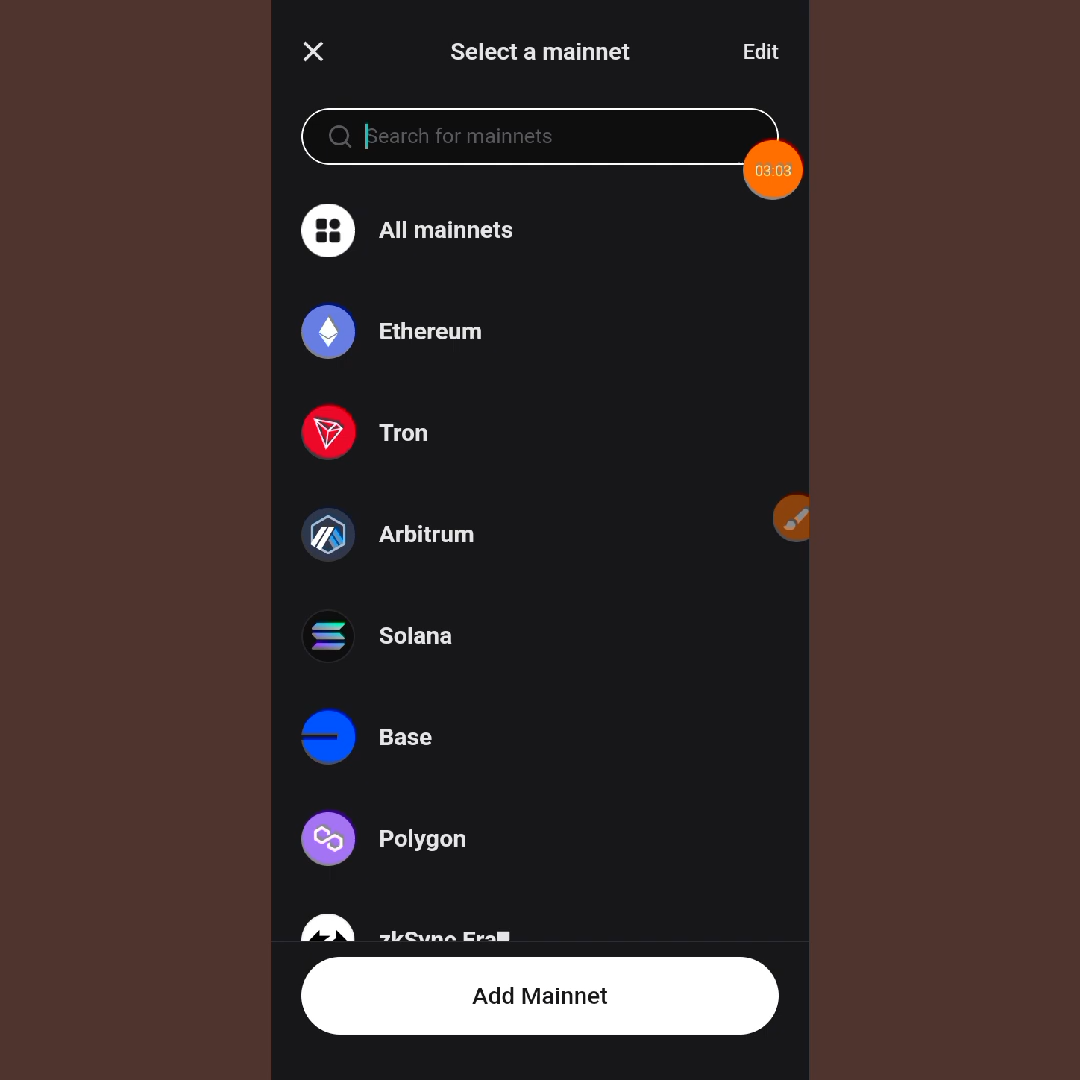 Select a mainnet
Edit
Search for mainnets
03:03
All mainnets
Ethereum
Tron
Arbitrum
Solana
Base
Polygon
zkSync Era
Add Mainnet